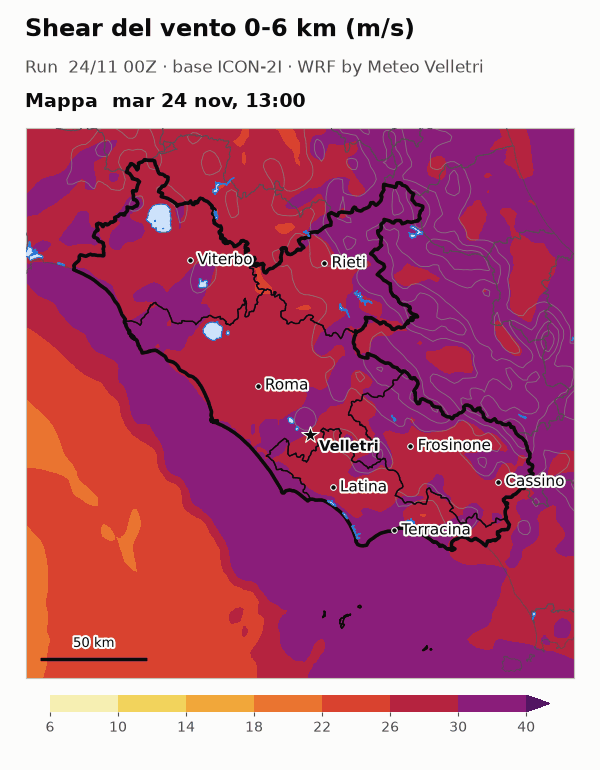 Shear del vento 0-6 km (m/s)
Run  24/11 00Z · base ICON-2I · WRF by Meteo Velletri
Mappa  mar 24 nov, 13:00
Viterbo
Rieti
Roma
Velletri
Frosinone
Latina
Cassino
Terracina
50 km
6 10 14 18 22 26 30 40